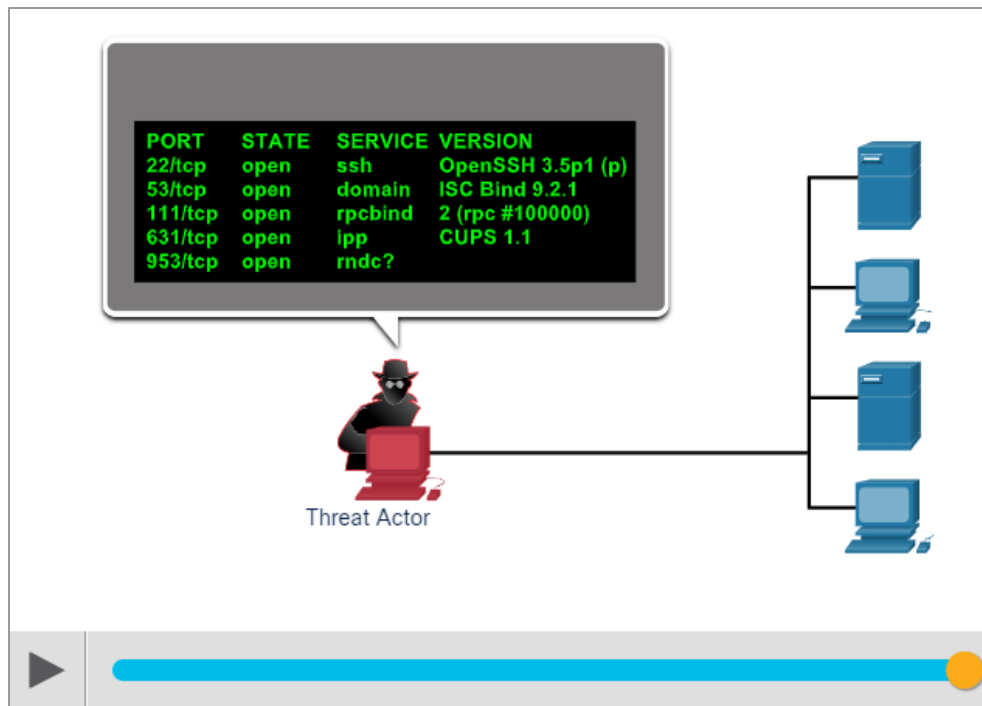 PORT STATE SERVICE VERSION
22/tcp open ssh OpenSSH 3.5p1 (p)
53/tcp open domain ISC Bind 9.2.1
111/tcp open rpcbind 2 (rpc #100000)
631/tcp open ipp CUPS 1.1
953/tcp open rndc?
Threat Actor